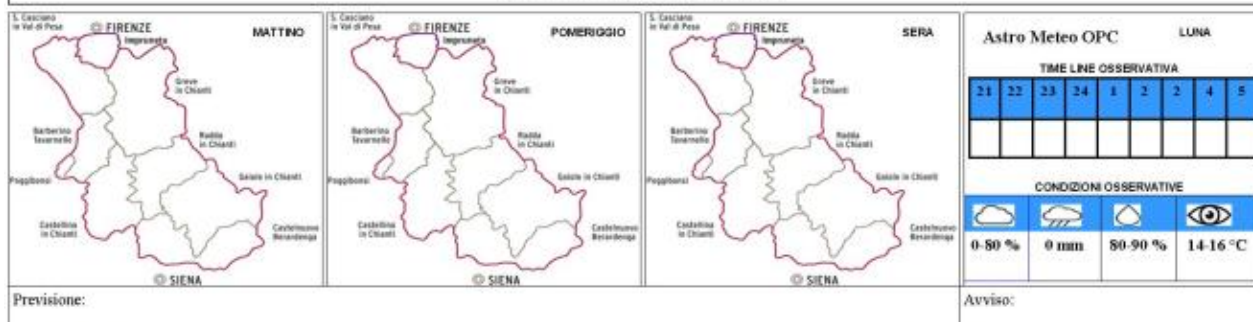 S. Casciano
in Val di Pesa
FIRENZE
Impruneta
MATTINO
Greve
in Chianti
Barberino
Tavarnelle
Radda
in Chianti
Poggibonsi
Gaiole in Chianti
Castellina
in Chianti
Castelnuovo
Berardenga
SIENA
S. Casciano
in Val di Pesa
FIRENZE
Impruneta
POMERIGGIO
Greve
in Chianti
Barberino
Tavarnelle
Radda
in Chianti
Poggibonsi
Gaiole in Chianti
Castellina
in Chianti
Castelnuovo
Berardenga
SIENA
S. Casciano
in Val di Pesa
FIRENZE
Impruneta
SERA
Greve
in Chianti
Barberino
Tavarnelle
Radda
in Chianti
Poggibonsi
Gaiole in Chianti
Castellina
in Chianti
Castelnuovo
Berardenga
SIENA
Astro Meteo OPC LUNA
TIME LINE OSSERVATIVA
21 22 23 24 1 2 2 4 5
CONDIZIONI OSSERVATIVE
0-80 % 0 mm 80-90 % 14-16 °C
Previsione:
Avviso: